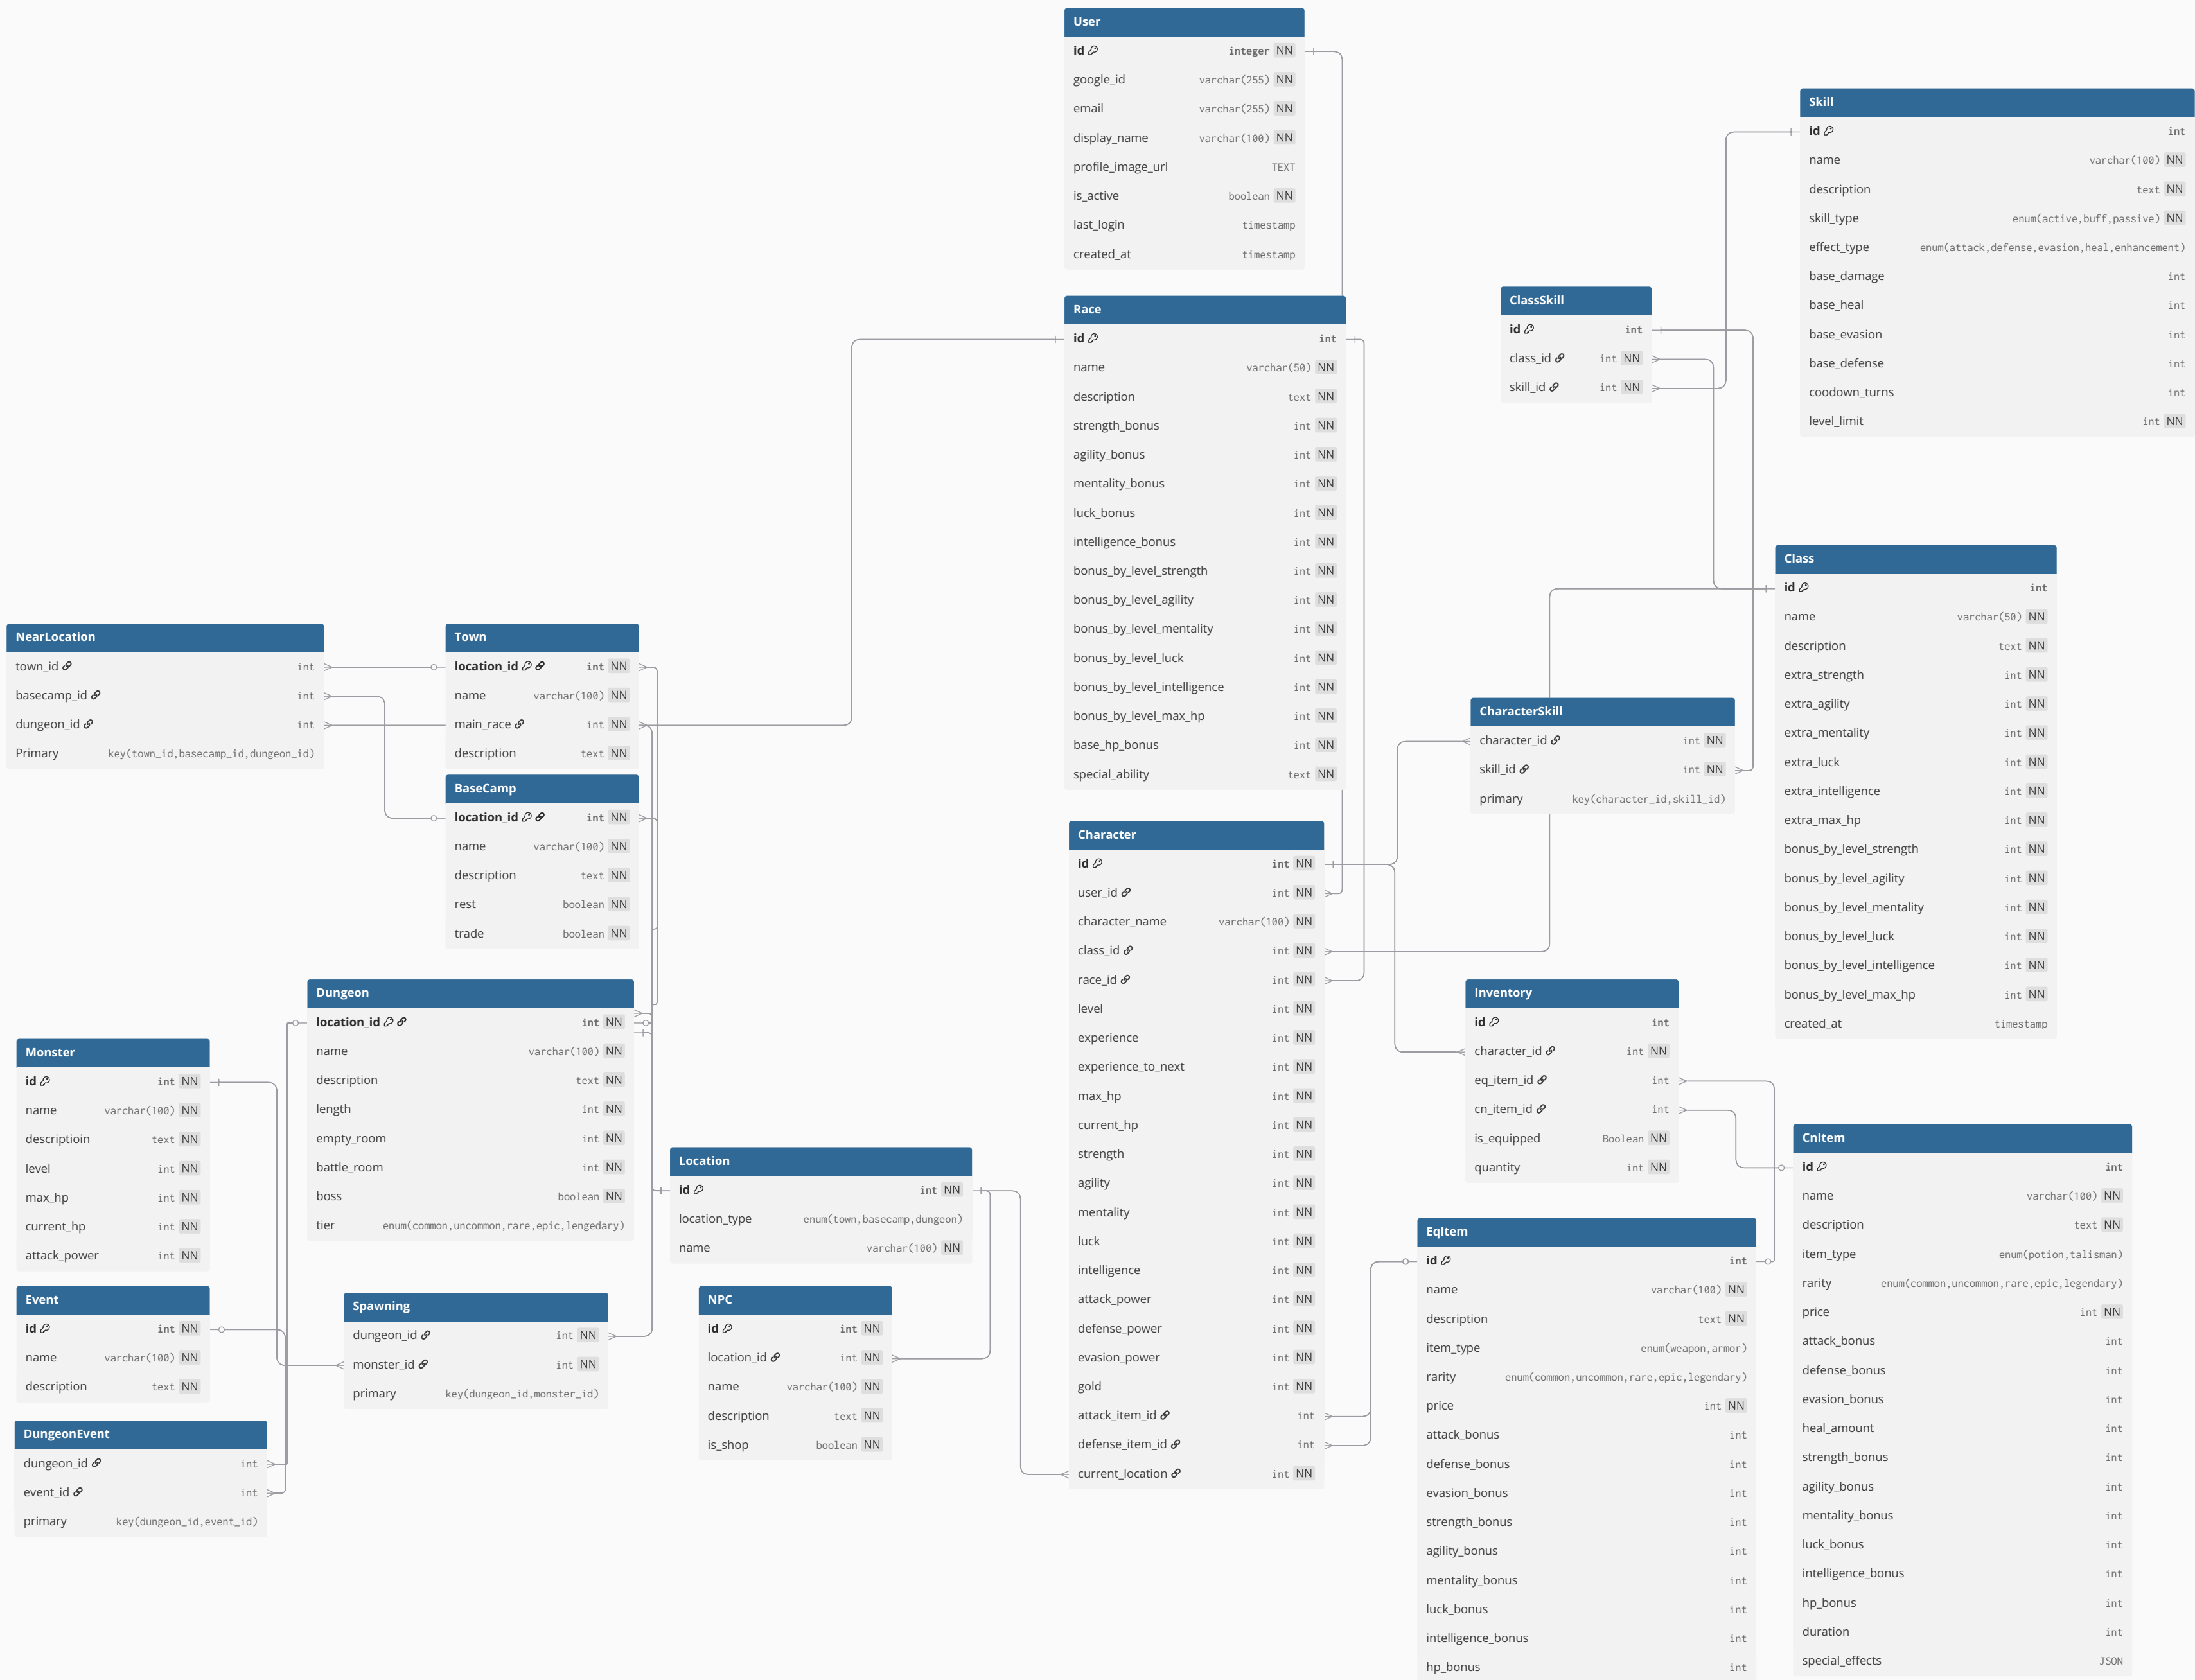 User
id integer NN
google_id varchar(255) NN
email varchar(255) NN
display_name varchar(100) NN
profile_image_url TEXT
is_active boolean NN
last_login timestamp
created_at timestamp
Skill
id int
name varchar(100) NN
description text NN
skill_type enum(active,buff,passive) NN
effect_type enum(attack,defense,evasion,heal,enhancement)
base_damage int
base_heal int
base_evasion int
base_defense int
coodown_turns int
level_limit int NN
Race
id int
name varchar(50) NN
description text NN
strength_bonus int NN
agility_bonus int NN
mentality_bonus int NN
luck_bonus int NN
intelligence_bonus int NN
bonus_by_level_strength int NN
bonus_by_level_agility int NN
bonus_by_level_mentality int NN
bonus_by_level_luck int NN
bonus_by_level_intelligence int NN
bonus_by_level_max_hp int NN
base_hp_bonus int NN
special_ability text NN
ClassSkill
id int
class_id int NN
skill_id int NN
Class
id int
name varchar(50) NN
description text NN
extra_strength int NN
extra_agility int NN
extra_mentality int NN
extra_luck int NN
extra_intelligence int NN
extra_max_hp int NN
bonus_by_level_strength int NN
bonus_by_level_agility int NN
bonus_by_level_mentality int NN
bonus_by_level_luck int NN
bonus_by_level_intelligence int NN
bonus_by_level_max_hp int NN
created_at timestamp
NearLocation
town_id int
basecamp_id int
dungeon_id int
Primary key(town_id,basecamp_id,dungeon_id)
Town
location_id int NN
name varchar(100) NN
main_race int NN
description text NN
BaseCamp
location_id int NN
name varchar(100) NN
description text NN
rest boolean NN
trade boolean NN
CharacterSkill
character_id int NN
skill_id int NN
primary key(character_id,skill_id)
Character
id int NN
user_id int NN
character_name varchar(100) NN
class_id int NN
race_id int NN
level int NN
experience int NN
experience_to_next int NN
max_hp int NN
current_hp int NN
strength int NN
agility int NN
mentality int NN
luck int NN
intelligence int NN
attack_power int NN
defense_power int NN
evasion_power int NN
gold int NN
attack_item_id int
defense_item_id int
current_location int NN
Inventory
id int
character_id int NN
eq_item_id int
cn_item_id int
is_equipped Boolean NN
quantity int NN
Dungeon
location_id int NN
name varchar(100) NN
description text NN
length int NN
empty_room int NN
battle_room int NN
boss boolean NN
tier enum(common,uncommon,rare,epic,lengedary)
Monster
id int NN
name varchar(100) NN
descriptioin text NN
level int NN
max_hp int NN
current_hp int NN
attack_power int NN
Location
id int NN
location_type enum(town,basecamp,dungeon)
name varchar(100) NN
CnItem
id int
name varchar(100) NN
description text NN
item_type enum(potion,talisman)
rarity enum(common,uncommon,rare,epic,legendary)
price int NN
attack_bonus int
defense_bonus int
evasion_bonus int
heal_amount int
strength_bonus int
agility_bonus int
mentality_bonus int
luck_bonus int
intelligence_bonus int
hp_bonus int
duration int
special_effects JSON
EqItem
id int
name varchar(100) NN
description text NN
item_type enum(weapon,armor)
rarity enum(common,uncommon,rare,epic,legendary)
price int NN
attack_bonus int
defense_bonus int
evasion_bonus int
strength_bonus int
agility_bonus int
mentality_bonus int
luck_bonus int
intelligence_bonus int
hp_bonus int
Event
id int NN
name varchar(100) NN
description text NN
Spawning
dungeon_id int NN
monster_id int NN
primary key(dungeon_id,monster_id)
NPC
id int NN
location_id int NN
name varchar(100) NN
description text NN
is_shop boolean NN
DungeonEvent
dungeon_id int
event_id int
primary key(dungeon_id,event_id)